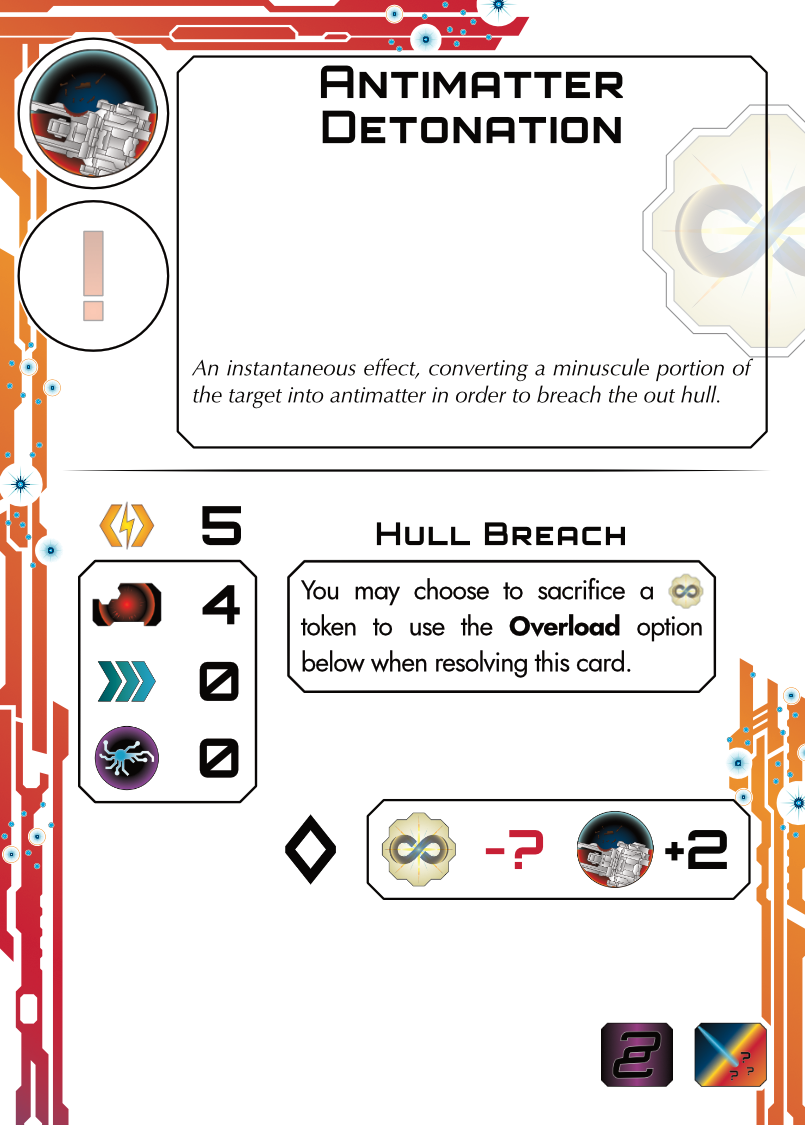 ANTIMATTER
DETONATION
!
An instantaneous effect, converting a minuscule portion of
the target into antimatter in order to breach the out hull.
5
HULL BREACH
4
You may choose to sacrifice a
token to use the Overload option
below when resolving this card.
0
0
-? +2
2
? ? ?